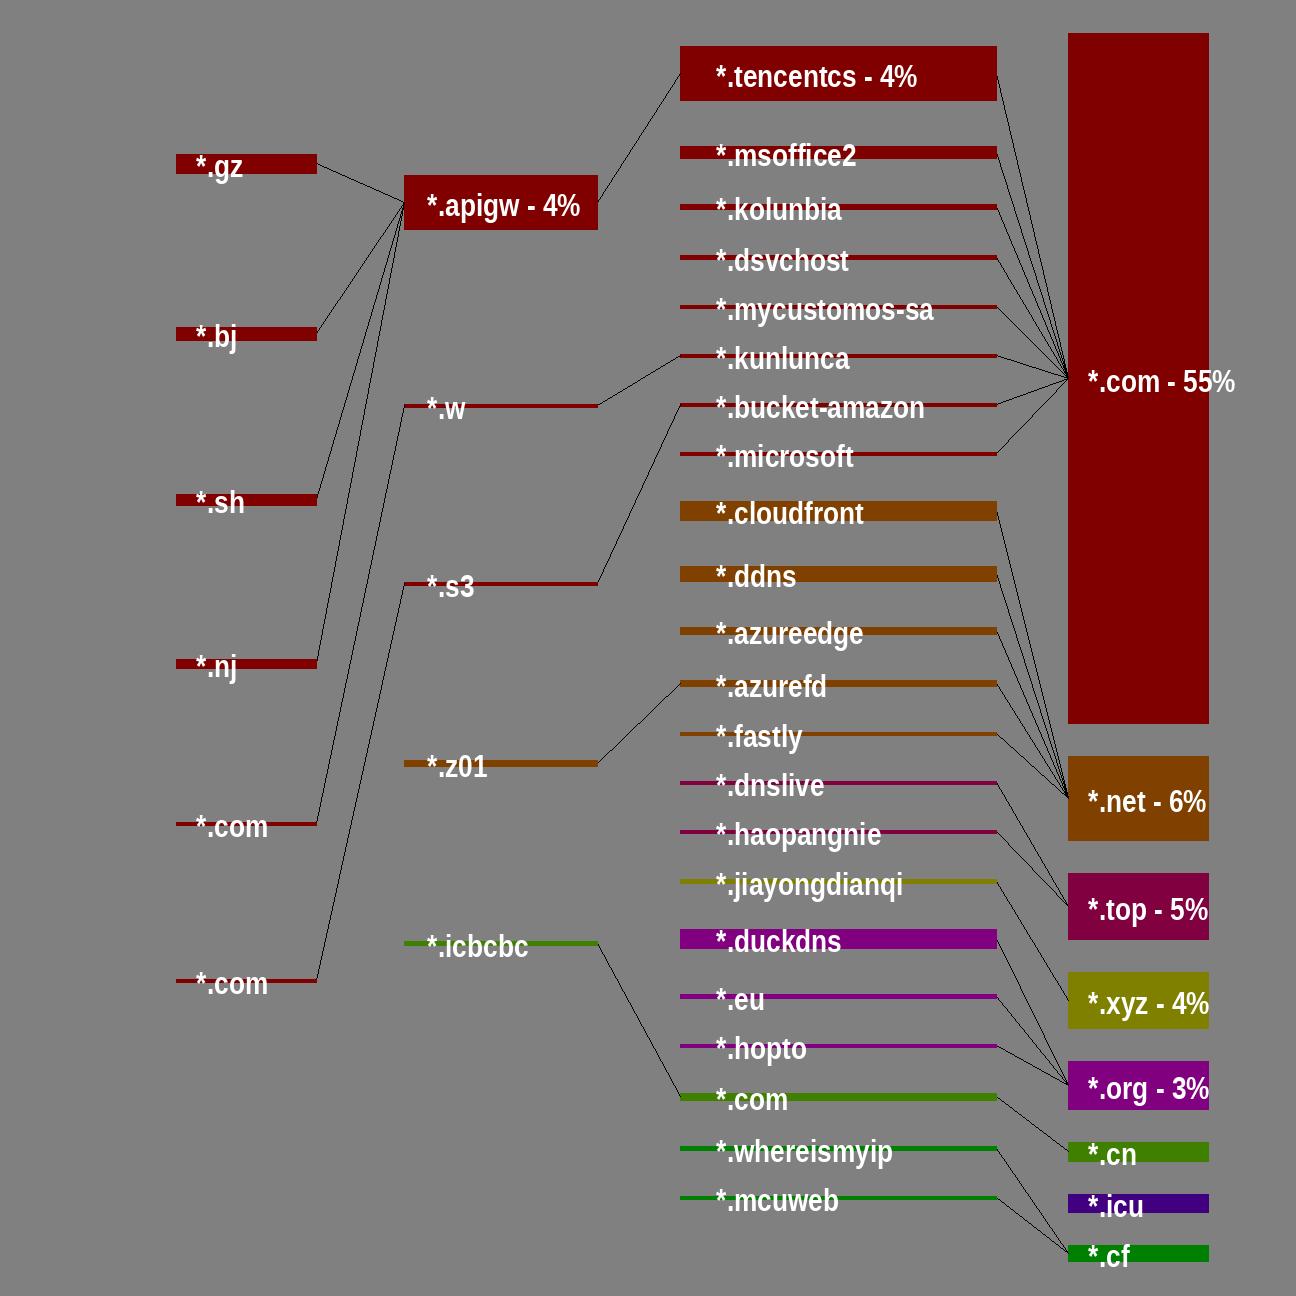 *.gz
*.bj
*.sh
*.nj
*.com
*.com
*.apigw - 4%
*.w
*.s3
*.z01
*.icbcbc
*.tencentcs - 4%
*.msoffice2
*.kolunbia
*.dsvchost
*.mycustomos-sa
*.kunlunca
*.bucket-amazon
*.microsoft
*.cloudfront
*.ddns
*.azureedge
*.azurefd
*.fastly
*.dnslive
*.haopangnie
*.jiayongdianqi
*.duckdns
*.eu
*.hopto
*.com
*.whereismyip
*.mcuweb
*.com - 55%
*.net - 6%
*.top - 5%
*.xyz - 4%
*.org - 3%
*.cn
*.icu
*.cf